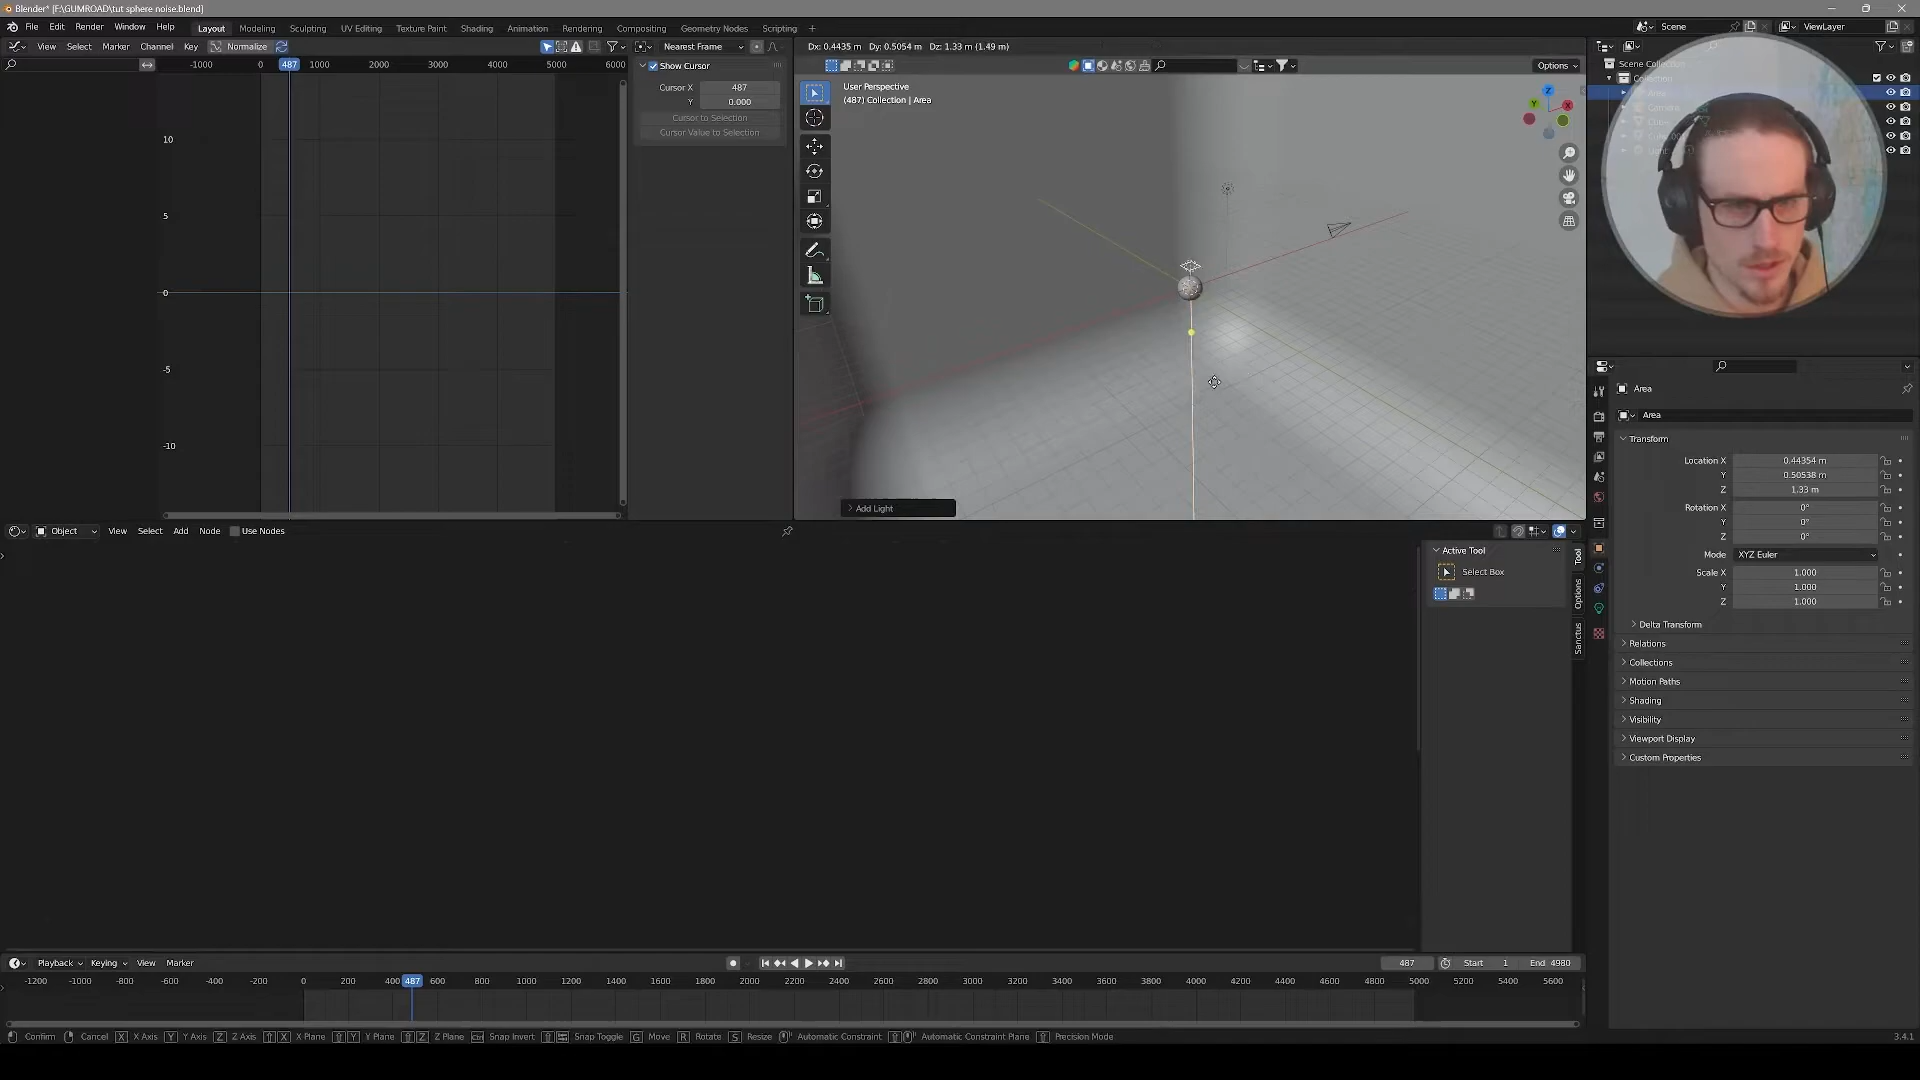 Blender* [F:\GUMROAD\tut sphere noise.blend]
File Edit Render Window Help Layout Modeling Sculpting UV Editing Texture Paint Shading Animation Rendering Compositing Geometry Nodes Scripting + Scene ViewLayer
View Select Marker Channel Key Normalize Nearest Frame Dx: 0.4435 m Dy: 0.5054 m Dz: 1.33 m (1.49 m)
-1000 0 487 1000 2000 3000 4000 5000 6000
Show Cursor
Cursor X 487
Y 0.000
Cursor to Selection
Cursor Value to Selection
10
5
0
-5
-10
Options
User Perspective
(487) Collection | Area
Z
Y
X
Add Light
Scene Collection
Collection
Area
Area
Transform
Location X 0.44354 m
Y 0.50538 m
Z 1.33 m
Rotation X 0°
Y 0°
Z 0°
Mode XYZ Euler
Scale X 1.000
Y 1.000
Z 1.000
Delta Transform
Relations
Collections
Motion Paths
Shading
Visibility
Viewport Display
Custom Properties
Object View Select Add Node Use Nodes
Active Tool
Select Box
Tool
Options
Sanctus
Playback Keying View Marker 487 Start 1 End 4980
-1200 -1000 -800 -600 -400 -200 0 200 400 487 600 800 1000 1200 1400 1600 1800 2000 2200 2400 2600 2800 3000 3200 3400 3600 3800 4000 4200 4400 4600 4800 5000 5200 5400 5600
Confirm Cancel X X Axis Y Y Axis Z Z Axis X X Plane Y Y Plane Z Z Plane Ctrl Snap Invert Snap Toggle G Move R Rotate S Resize Automatic Constraint Automatic Constraint Plane Precision Mode 3.4.1